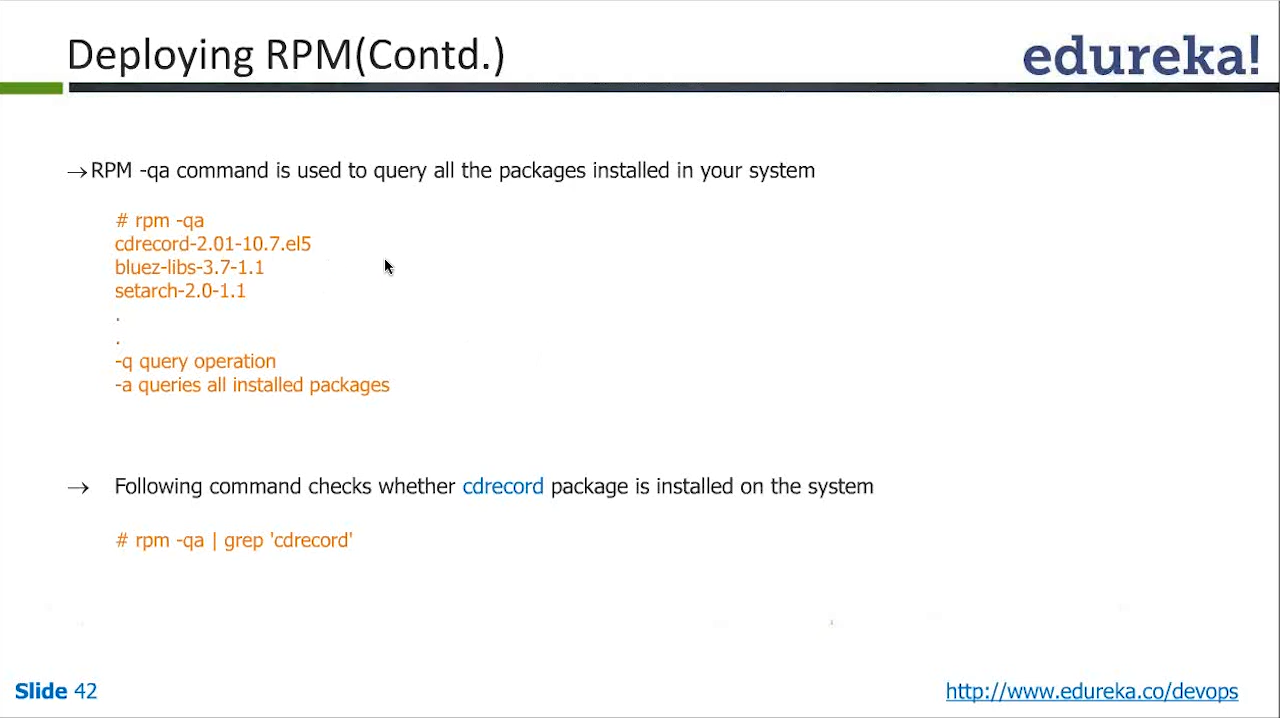 Deploying RPM(Contd.)
edureka!
→RPM -qa command is used to query all the packages installed in your system
# rpm -qa
cdrecord-2.01-10.7.el5
bluez-libs-3.7-1.1
setarch-2.0-1.1
.
.
-q query operation
-a queries all installed packages
→ Following command checks whether cdrecord package is installed on the system
# rpm -qa | grep 'cdrecord'
Slide 42
http://www.edureka.co/devops